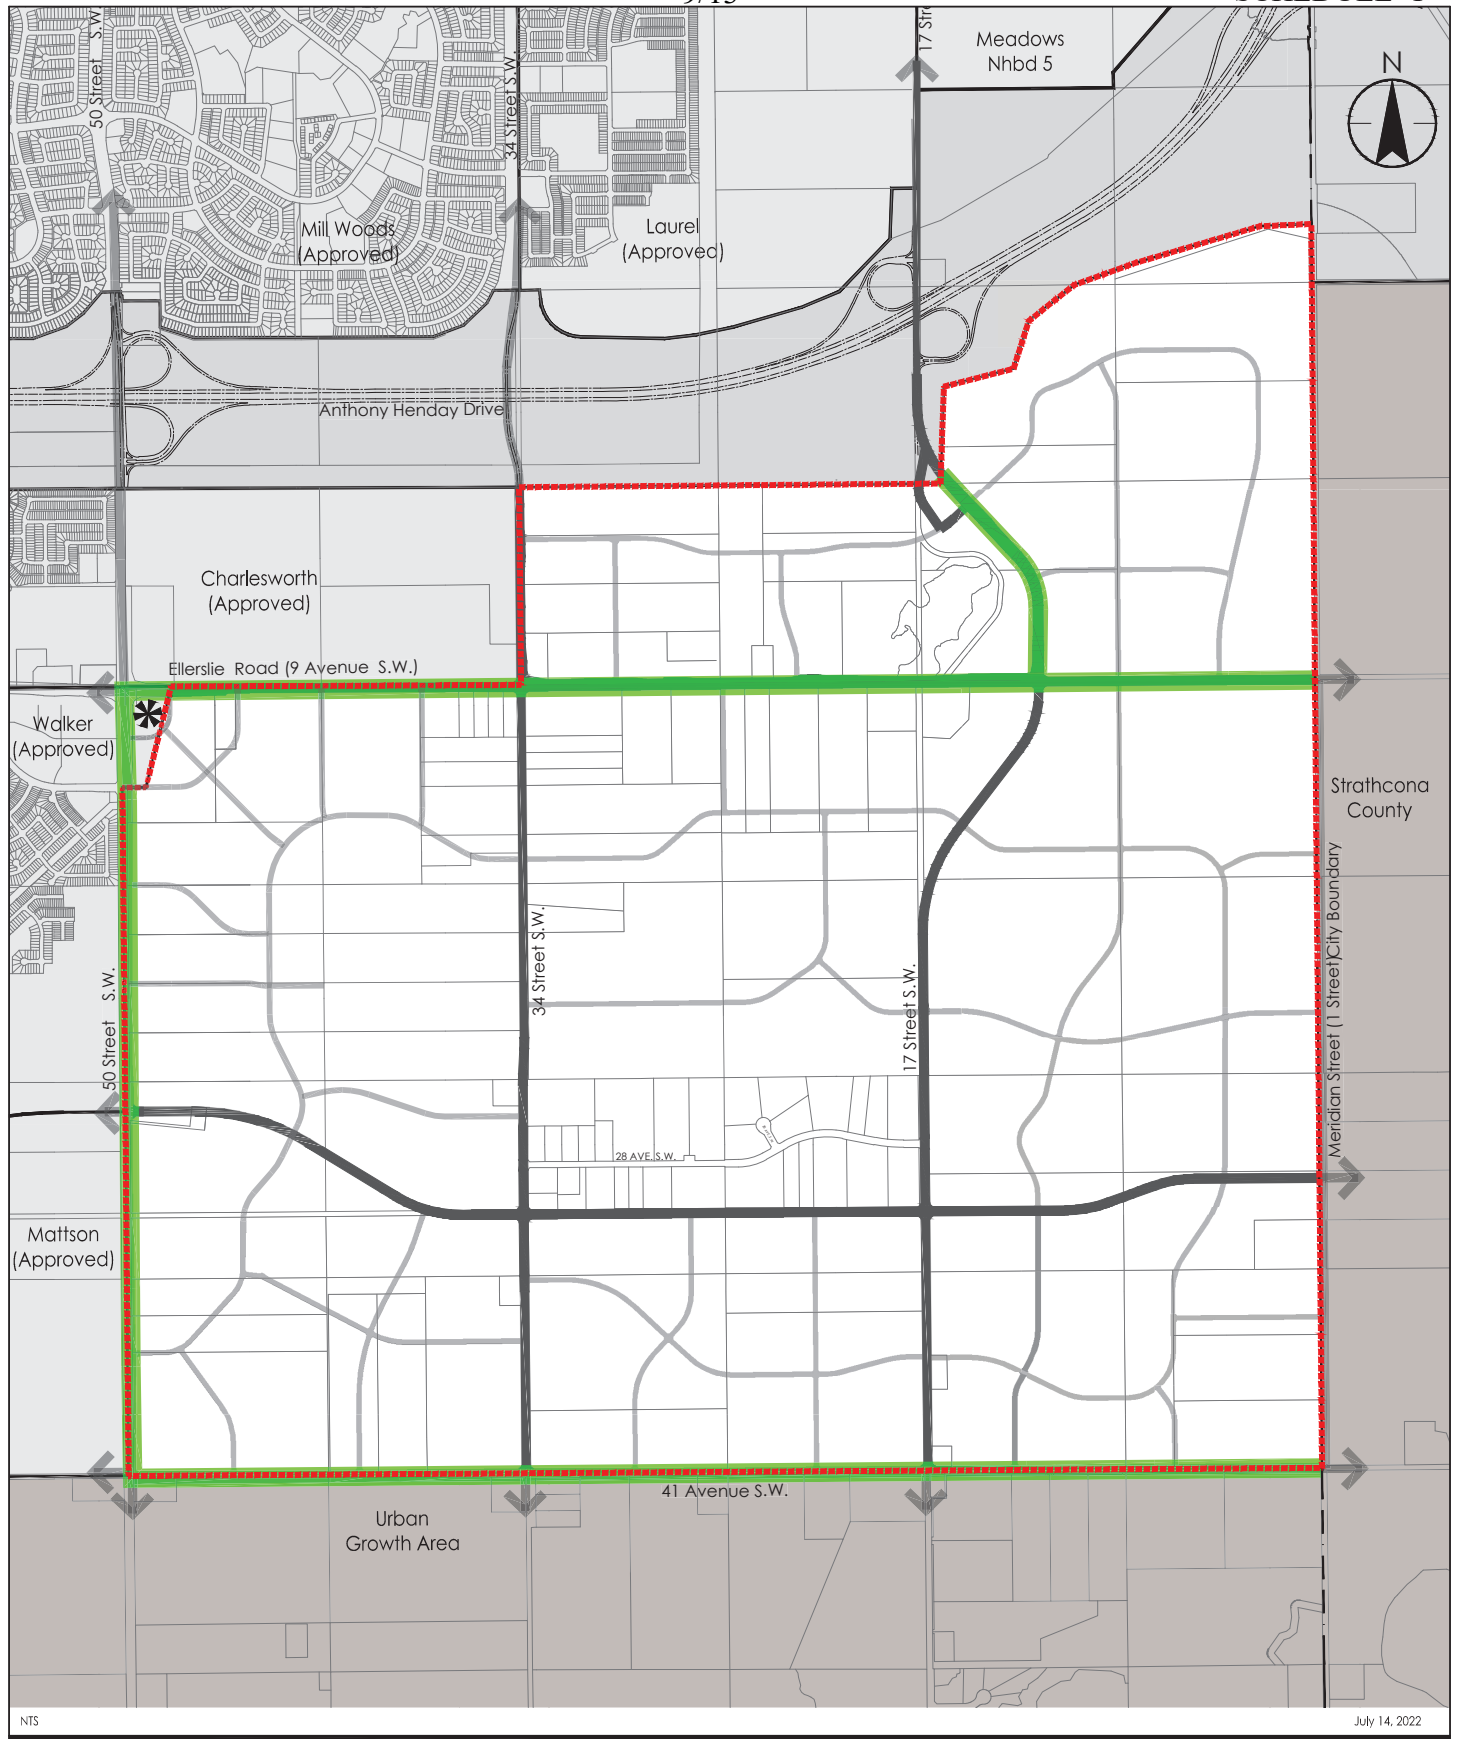 50 Street S.W.
34 Street S.W.
17 Stre
Meadows
Nhbd 5
N
Mill Woods
(Approved)
Laurel
(Approved)
Anthony Henday Drive
Charlesworth
(Approved)
Ellerslie Road (9 Avenue S.W.)
Walker
(Approved)
Strathcona
County
50 Street S.W.
34 Street S.W.
17 Street S.W.
Meridian Street (1 Street)City Boundary
28 AVE. S.W.
Mattson
(Approved)
41 Avenue S.W.
Urban
Growth Area
NTS
July 14, 2022